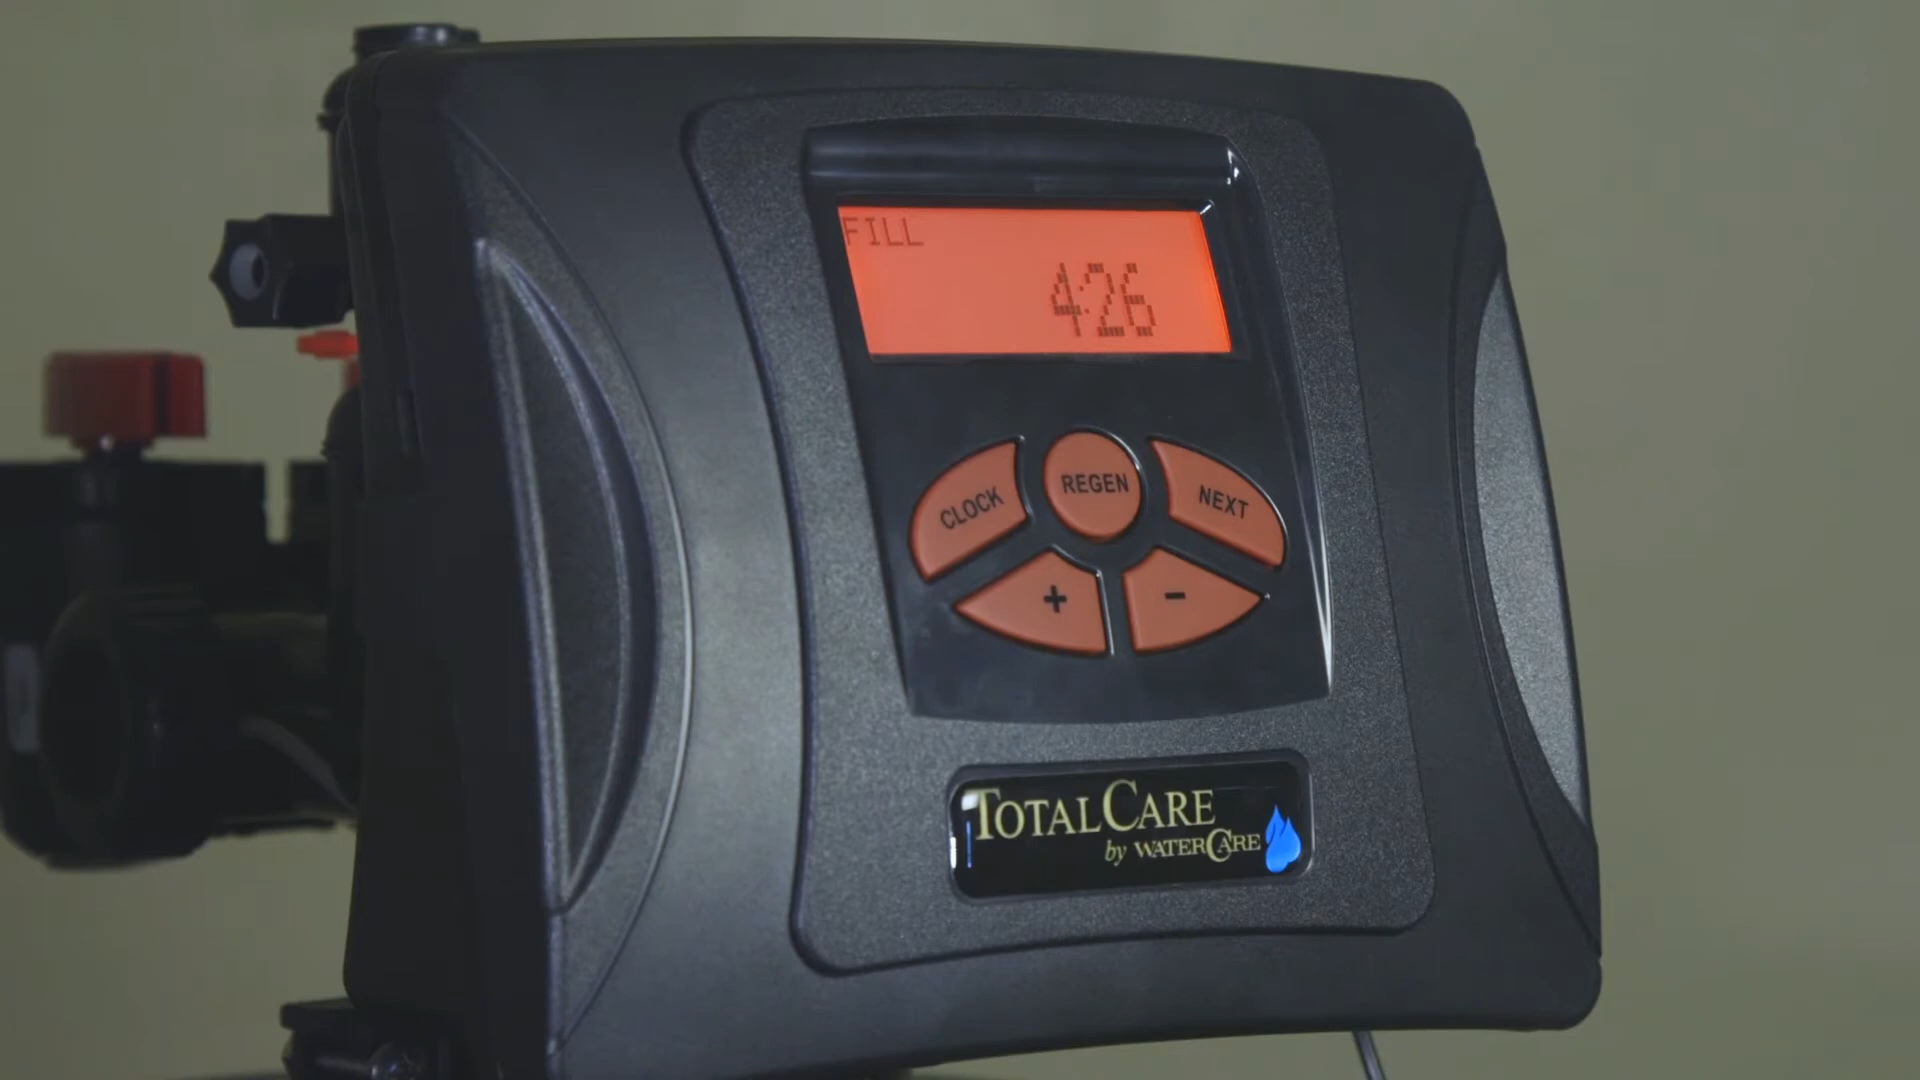 FILL
4:26
CLOCK
REGEN
NEXT
+
-
TOTALCARE
by WATERCARE